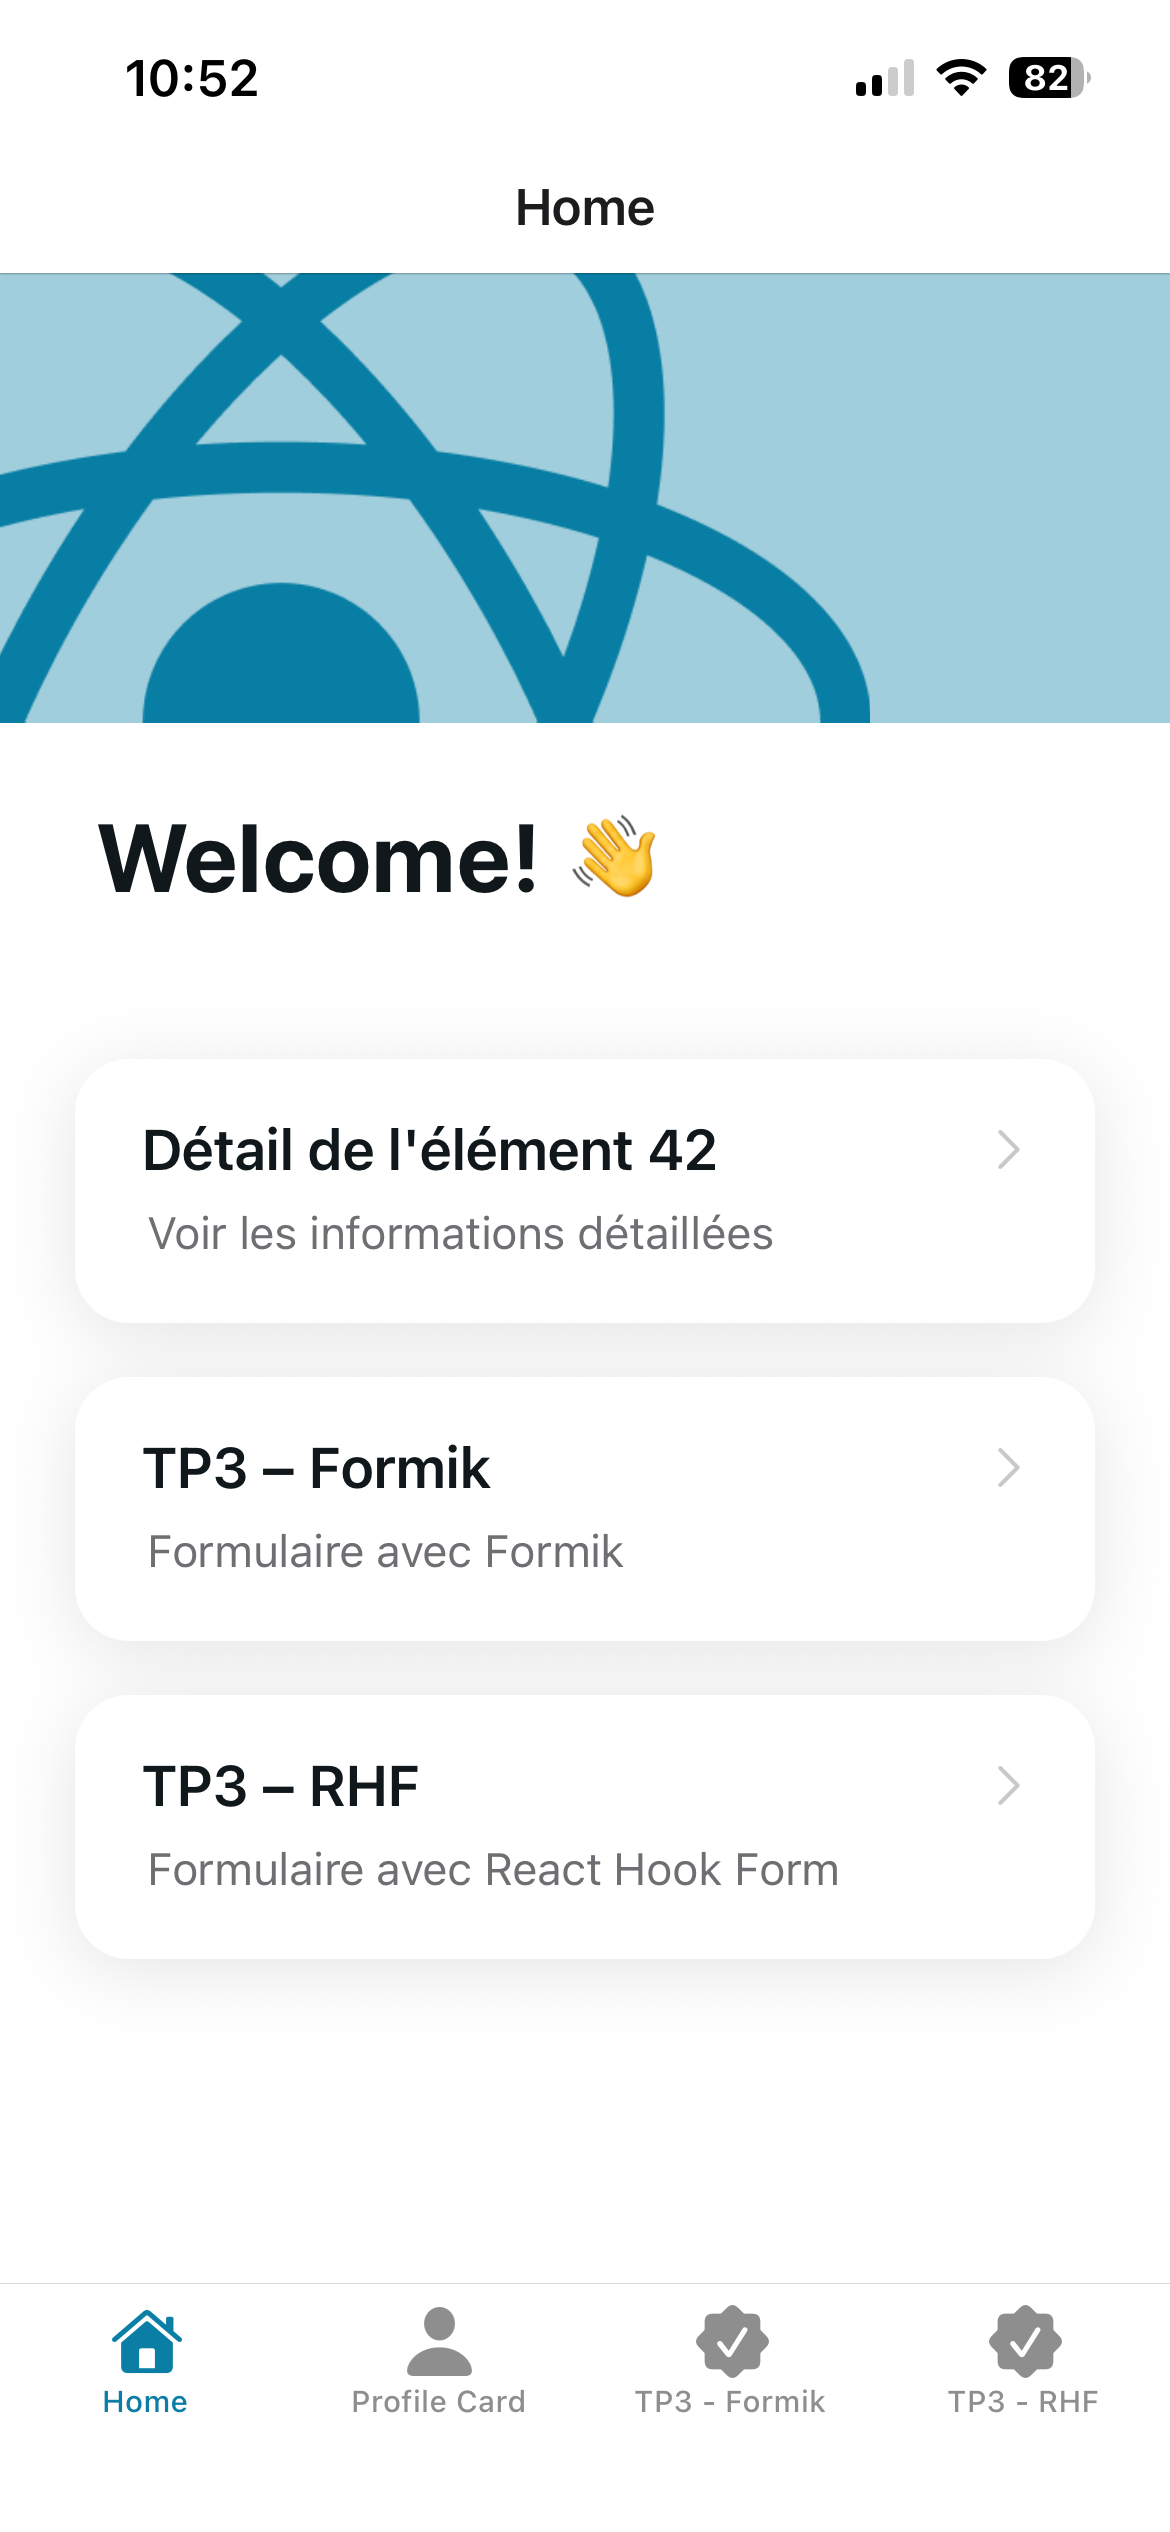 10:52
82
Home
Welcome! 👋
Détail de l'élément 42
Voir les informations détaillées
TP3 – Formik
Formulaire avec Formik
TP3 – RHF
Formulaire avec React Hook Form
Home
Profile Card
TP3 - Formik
TP3 - RHF